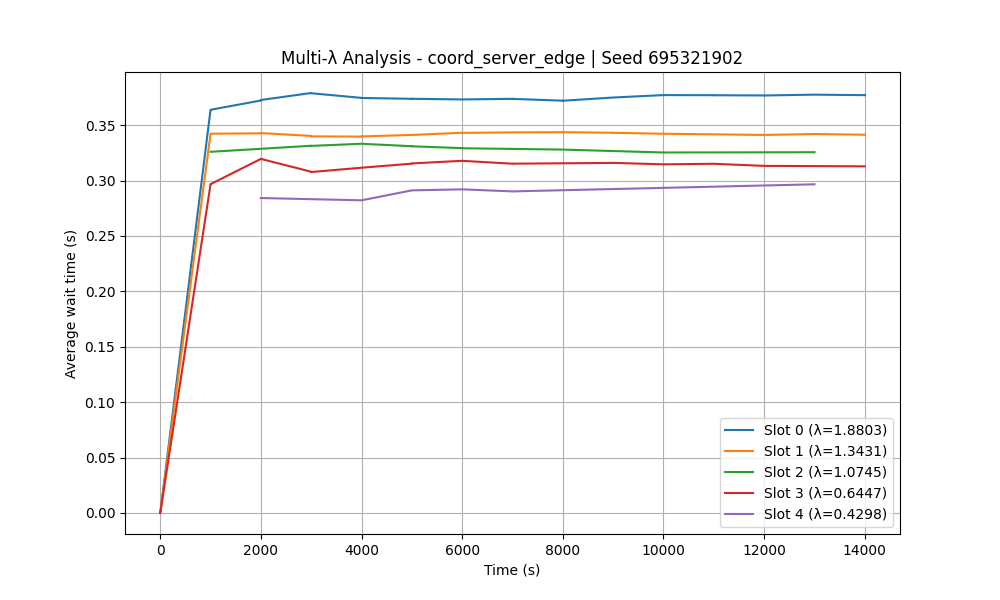 Multi-λ Analysis - coord_server_edge | Seed 695321902
Average wait time (s)
0.35
0.30
0.25
0.20
0.15
0.10
0.05
0.00
Slot 0 (λ=1.8803)
Slot 1 (λ=1.3431)
Slot 2 (λ=1.0745)
Slot 3 (λ=0.6447)
Slot 4 (λ=0.4298)
0 2000 4000 6000 8000 10000 12000 14000
Time (s)